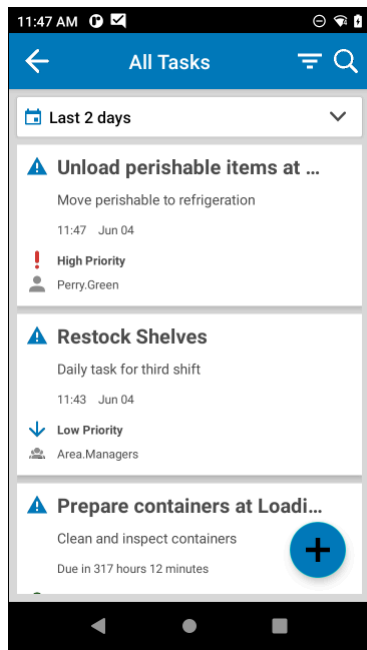 11:47 AM
All Tasks
Last 2 days
Unload perishable items at ...
Move perishable to refrigeration
11:47 Jun 04
High Priority
Perry.Green
Restock Shelves
Daily task for third shift
11:43 Jun 04
Low Priority
Area.Managers
Prepare containers at Loadi...
Clean and inspect containers
Due in 317 hours 12 minutes